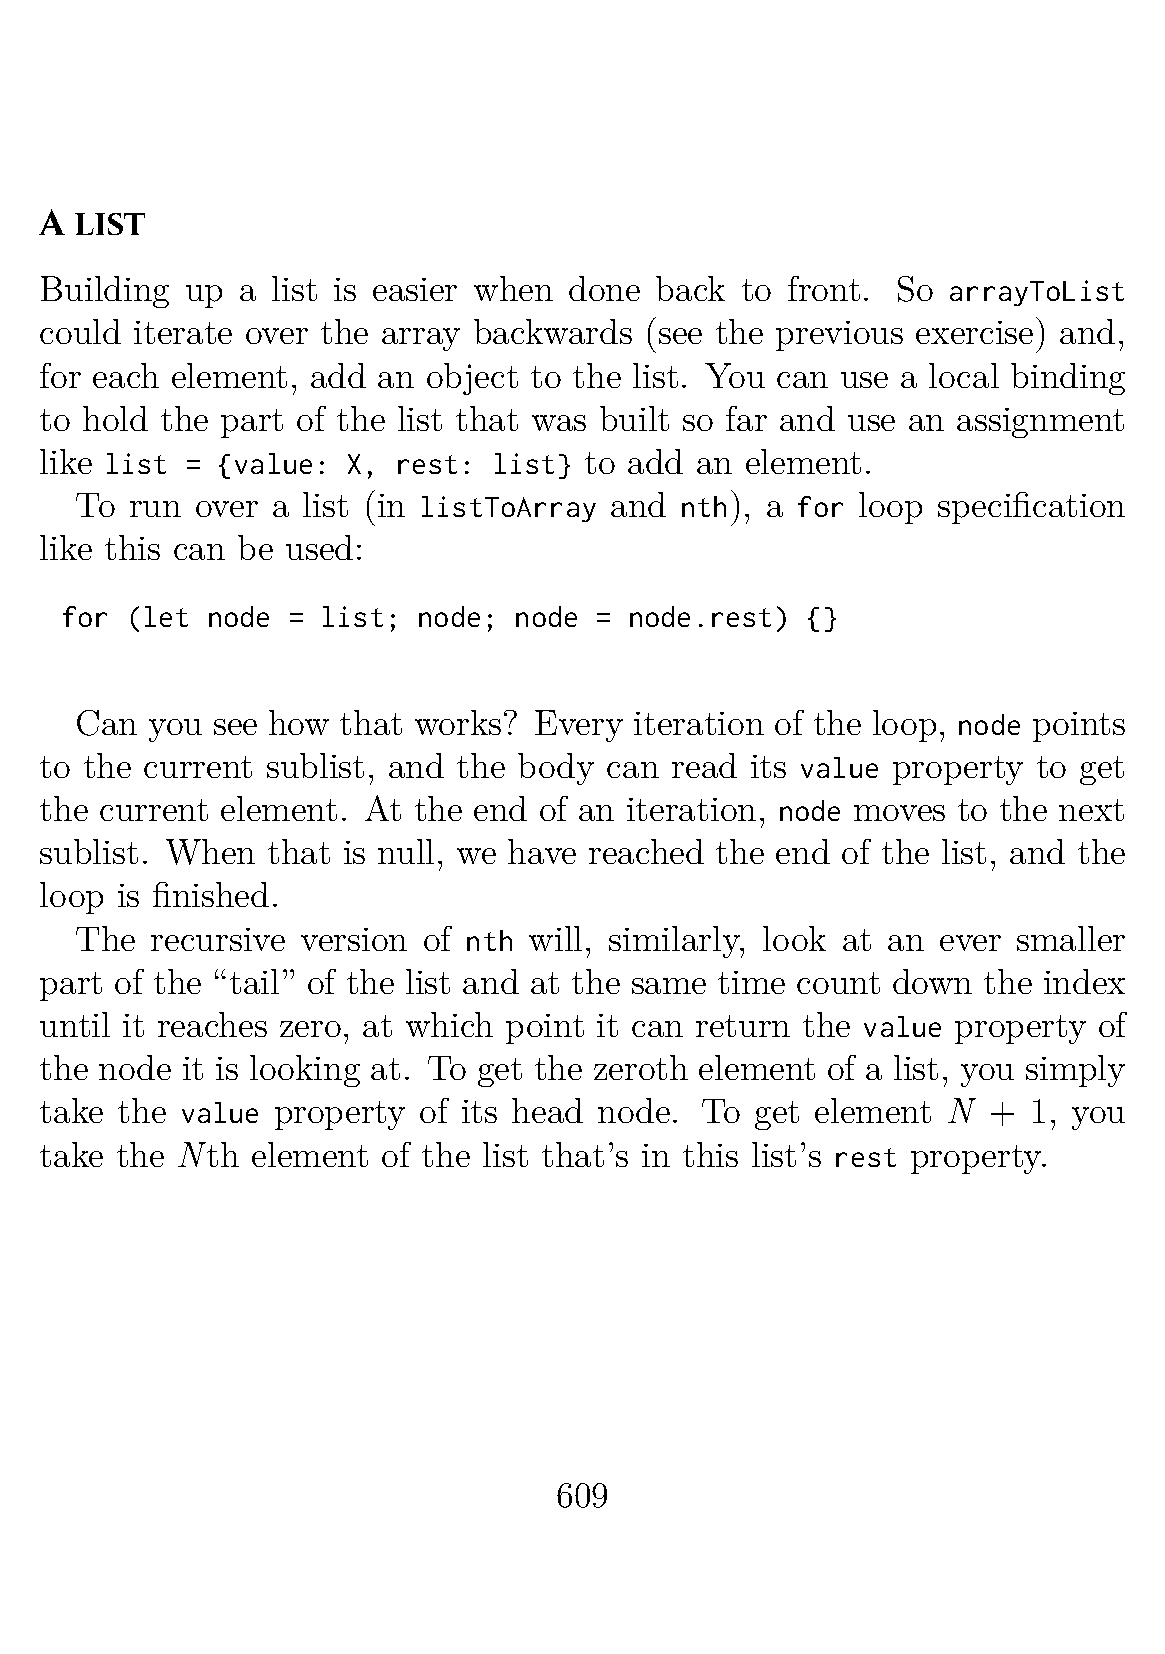 A LIST
Building up a list is easier when done back to front. So arrayToList
could iterate over the array backwards (see the previous exercise) and,
for each element, add an object to the list. You can use a local binding
to hold the part of the list that was built so far and use an assignment
like list = {value: X, rest: list} to add an element.
To run over a list (in listToArray and nth), a for loop specification
like this can be used:
for (let node = list; node; node = node.rest) {}
Can you see how that works? Every iteration of the loop, node points
to the current sublist, and the body can read its value property to get
the current element. At the end of an iteration, node moves to the next
sublist. When that is null, we have reached the end of the list, and the
loop is finished.
The recursive version of nth will, similarly, look at an ever smaller
part of the “tail” of the list and at the same time count down the index
until it reaches zero, at which point it can return the value property of
the node it is looking at. To get the zeroth element of a list, you simply
take the value property of its head node. To get element N + 1, you
take the Nth element of the list that’s in this list’s rest property.
609